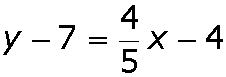 y − 7 = 4/5 x − 4